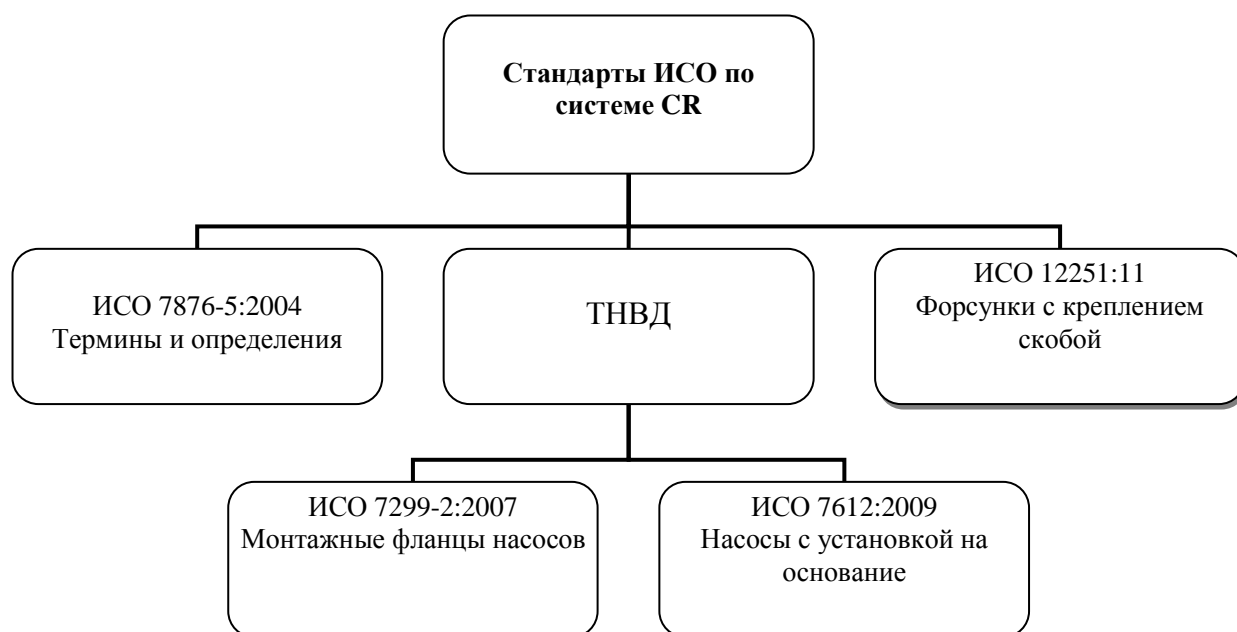 Стандарты ИСО по
системе CR
ИСО 7876-5:2004
Термины и определения
ТНВД
ИСО 12251:11
Форсунки с креплением
скобой
ИСО 7299-2:2007
Монтажные фланцы насосов
ИСО 7612:2009
Насосы с установкой на
основание